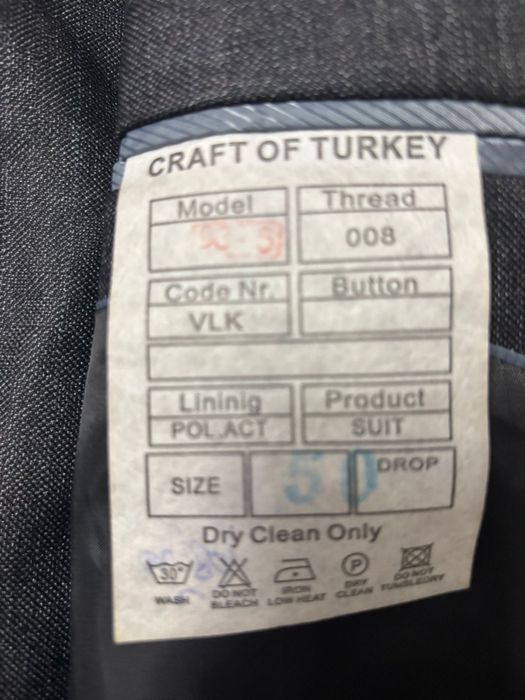 CRAFT OF TURKEY
Model Thread
008
Code Nr. Button
VLK
Lininig Product
POL.ACT SUIT
SIZE 50 DROP
Dry Clean Only
30°
P
WASH DO NOT BLEACH IRON LOW HEAT DRY CLEAN DO NOT TUMBLEDRY